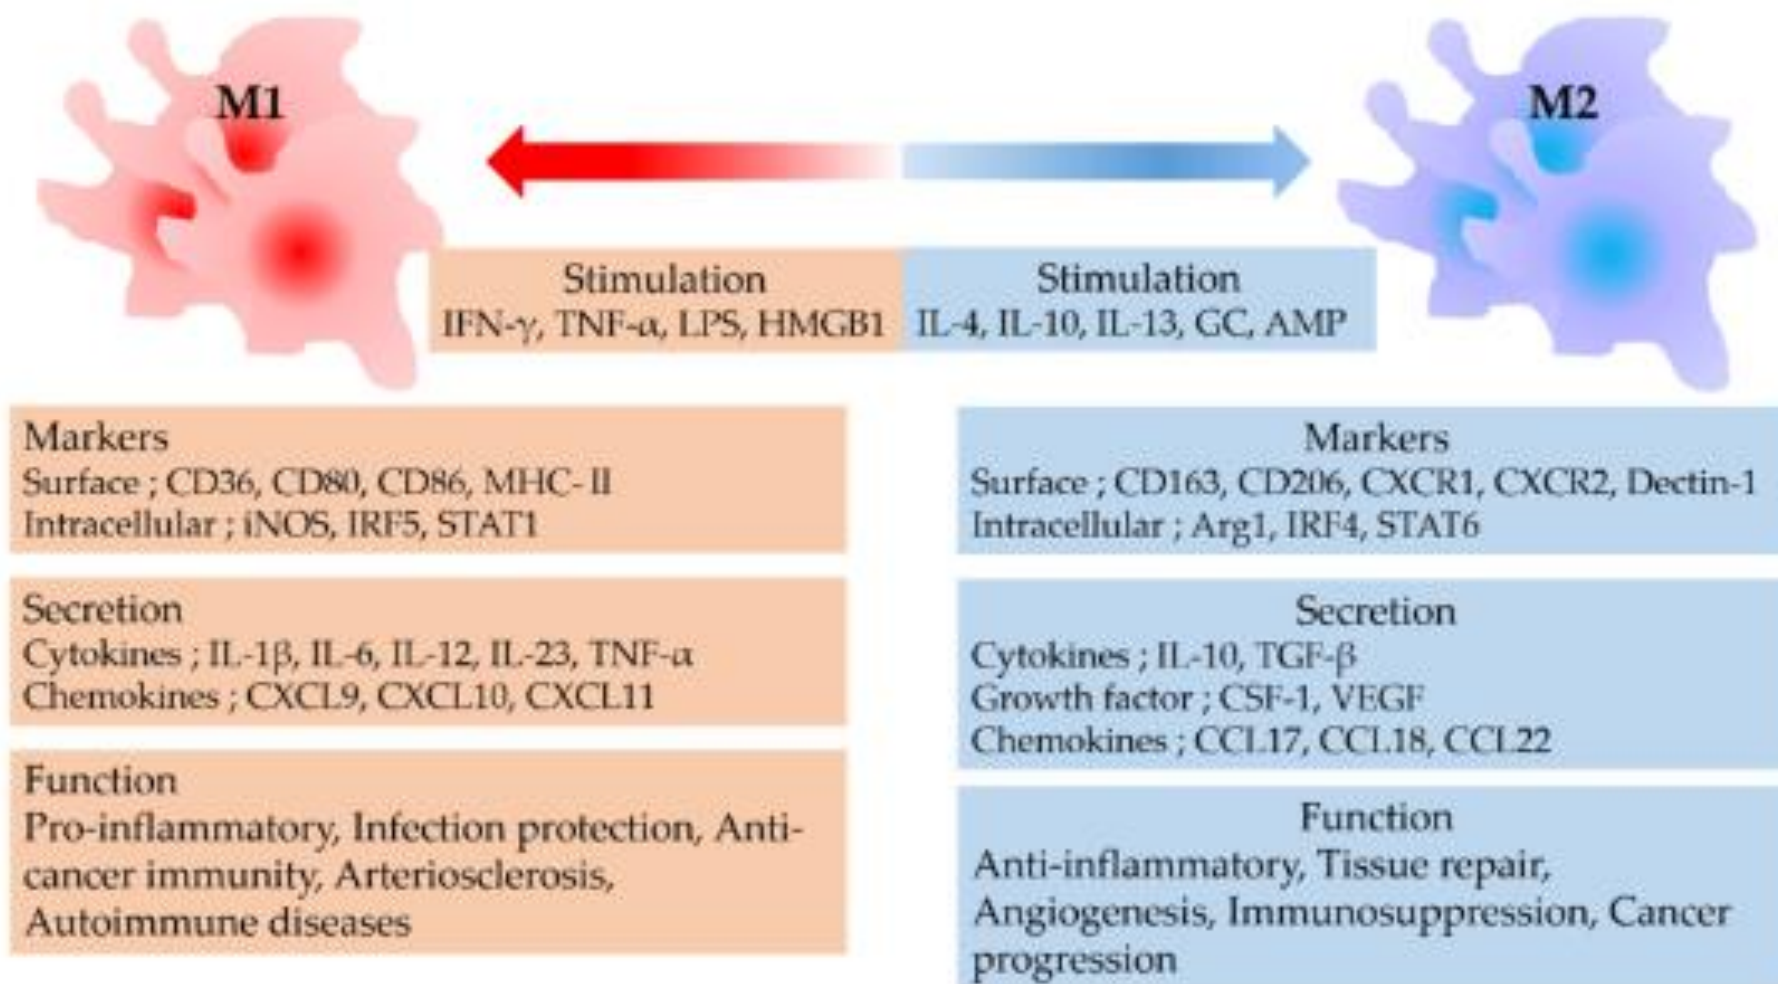 M1
M2
Stimulation
IFN-γ, TNF-α, LPS, HMGB1
Stimulation
IL-4, IL-10, IL-13, GC, AMP
Markers
Surface ; CD36, CD80, CD86, MHC-Ⅱ
Intracellular ; iNOS, IRF5, STAT1
Secretion
Cytokines ; IL-1β, IL-6, IL-12, IL-23, TNF-α
Chemokines ; CXCL9, CXCL10, CXCL11
Function
Pro-inflammatory, Infection protection, Anti-
cancer immunity, Arteriosclerosis,
Autoimmune diseases
Markers
Surface ; CD163, CD206, CXCR1, CXCR2, Dectin-1
Intracellular ; Arg1, IRF4, STAT6
Secretion
Cytokines ; IL-10, TGF-β
Growth factor ; CSF-1, VEGF
Chemokines ; CCL17, CCL18, CCL22
Function
Anti-inflammatory, Tissue repair,
Angiogenesis, Immunosuppression, Cancer
progression